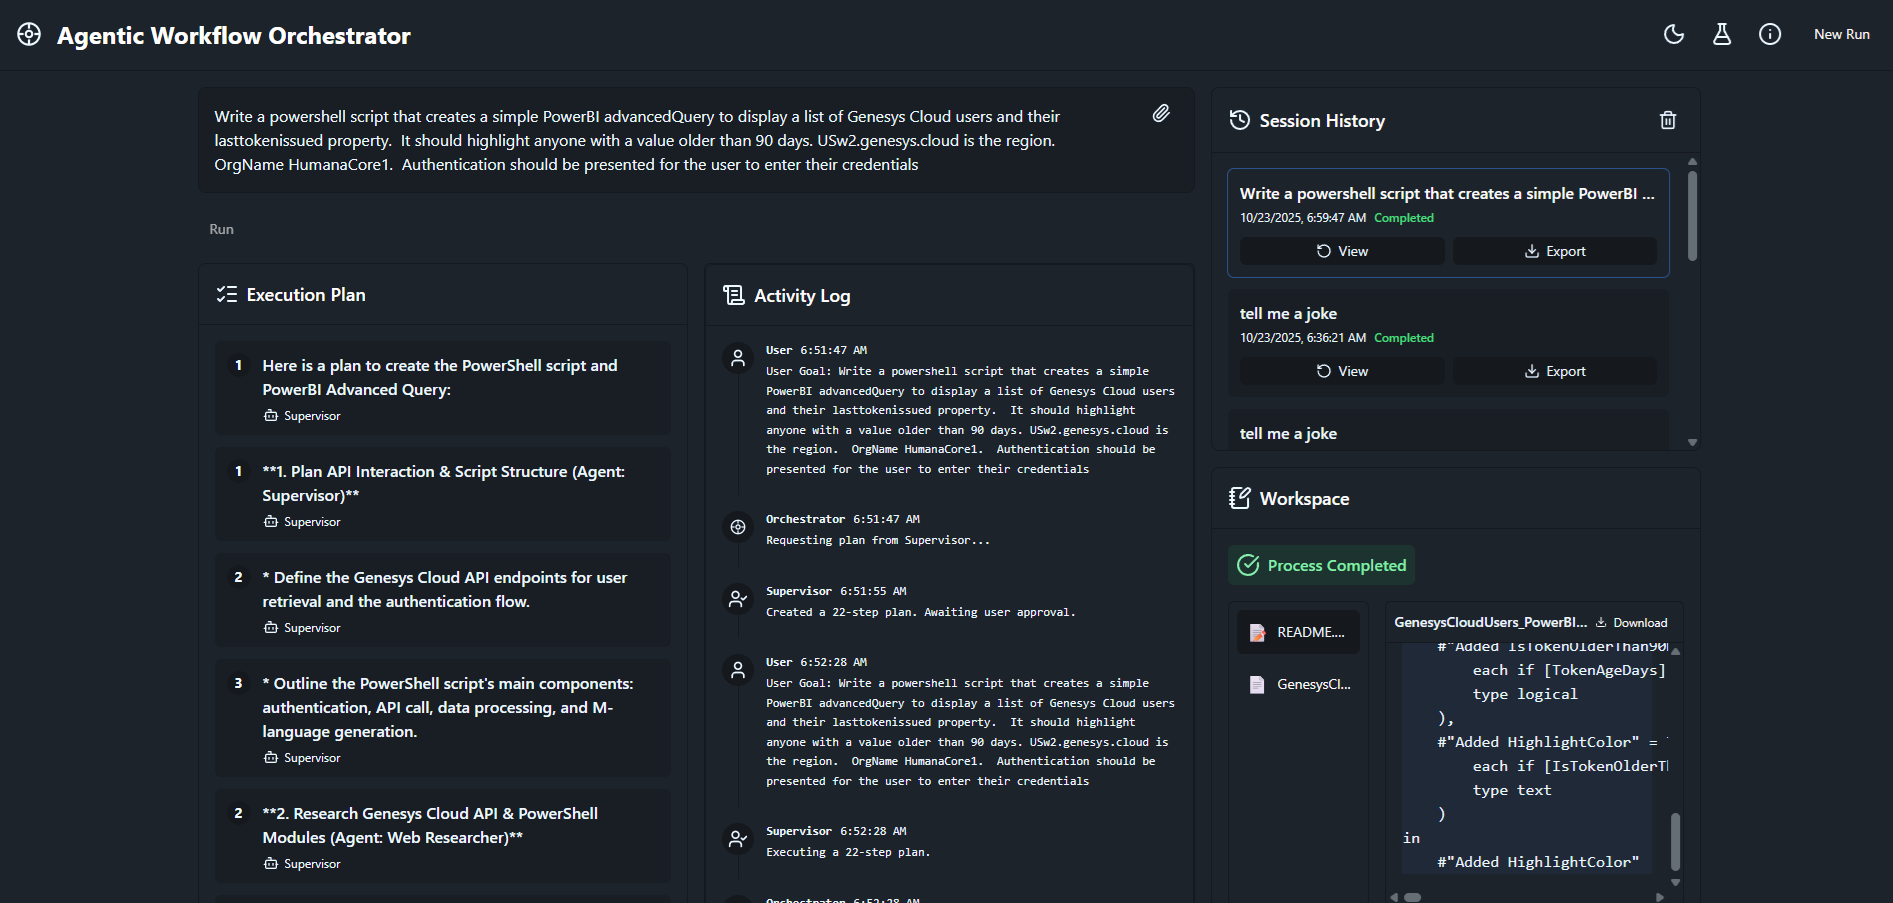 Agentic Workflow Orchestrator
New Run
Write a powershell script that creates a simple PowerBI advancedQuery to display a list of Genesys Cloud users and their
lasttokenissued property.  It should highlight anyone with a value older than 90 days. USw2.genesys.cloud is the region.
OrgName HumanaCore1.  Authentication should be presented for the user to enter their credentials
Run
Execution Plan
1
Here is a plan to create the PowerShell script and
PowerBI Advanced Query:
Supervisor
1
**1. Plan API Interaction & Script Structure (Agent:
Supervisor)**
Supervisor
2
* Define the Genesys Cloud API endpoints for user
retrieval and the authentication flow.
Supervisor
3
* Outline the PowerShell script's main components:
authentication, API call, data processing, and M-
language generation.
Supervisor
2
**2. Research Genesys Cloud API & PowerShell
Modules (Agent: Web Researcher)**
Supervisor
Activity Log
User 6:51:47 AM
User Goal: Write a powershell script that creates a simple
PowerBI advancedQuery to display a list of Genesys Cloud users
and their lasttokenissued property.  It should highlight
anyone with a value older than 90 days. USw2.genesys.cloud is
the region.  OrgName HumanaCore1.  Authentication should be
presented for the user to enter their credentials
Orchestrator 6:51:47 AM
Requesting plan from Supervisor...
Supervisor 6:51:55 AM
Created a 22-step plan. Awaiting user approval.
User 6:52:28 AM
User Goal: Write a powershell script that creates a simple
PowerBI advancedQuery to display a list of Genesys Cloud users
and their lasttokenissued property.  It should highlight
anyone with a value older than 90 days. USw2.genesys.cloud is
the region.  OrgName HumanaCore1.  Authentication should be
presented for the user to enter their credentials
Supervisor 6:52:28 AM
Executing a 22-step plan.
Orchestrator 6:52:28 AM
Session History
Write a powershell script that creates a simple PowerBI ...
10/23/2025, 6:59:47 AM Completed
View
Export
tell me a joke
10/23/2025, 6:36:21 AM Completed
View
Export
tell me a joke
Workspace
Process Completed
README....
GenesysCl...
GenesysCloudUsers_PowerBI...
Download
#"Added IsTokenOlderThan90
each if [TokenAgeDays]
type logical
),
#"Added HighlightColor" =
each if [IsTokenOlderTh
type text
)
in
#"Added HighlightColor"